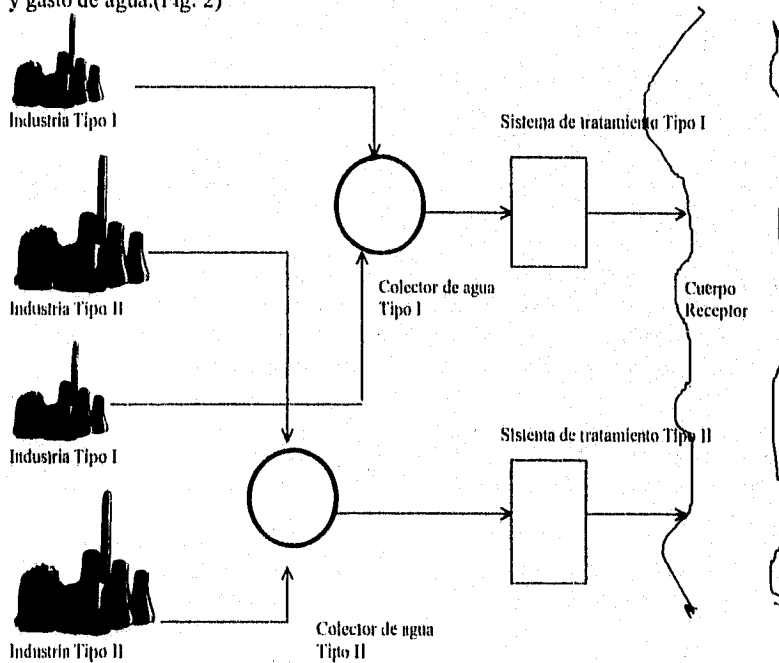 y gasto de agua.(Fig. 2)
Industria Tipo I
Sistema de tratamiento Tipo I
Industria Tipo II
Colector de agua
Tipo I
Cuerpo
Receptor
Industria Tipo I
Sistema de tratamiento Tipo II
Industria Tipo II
Colector de agua
Tipo II